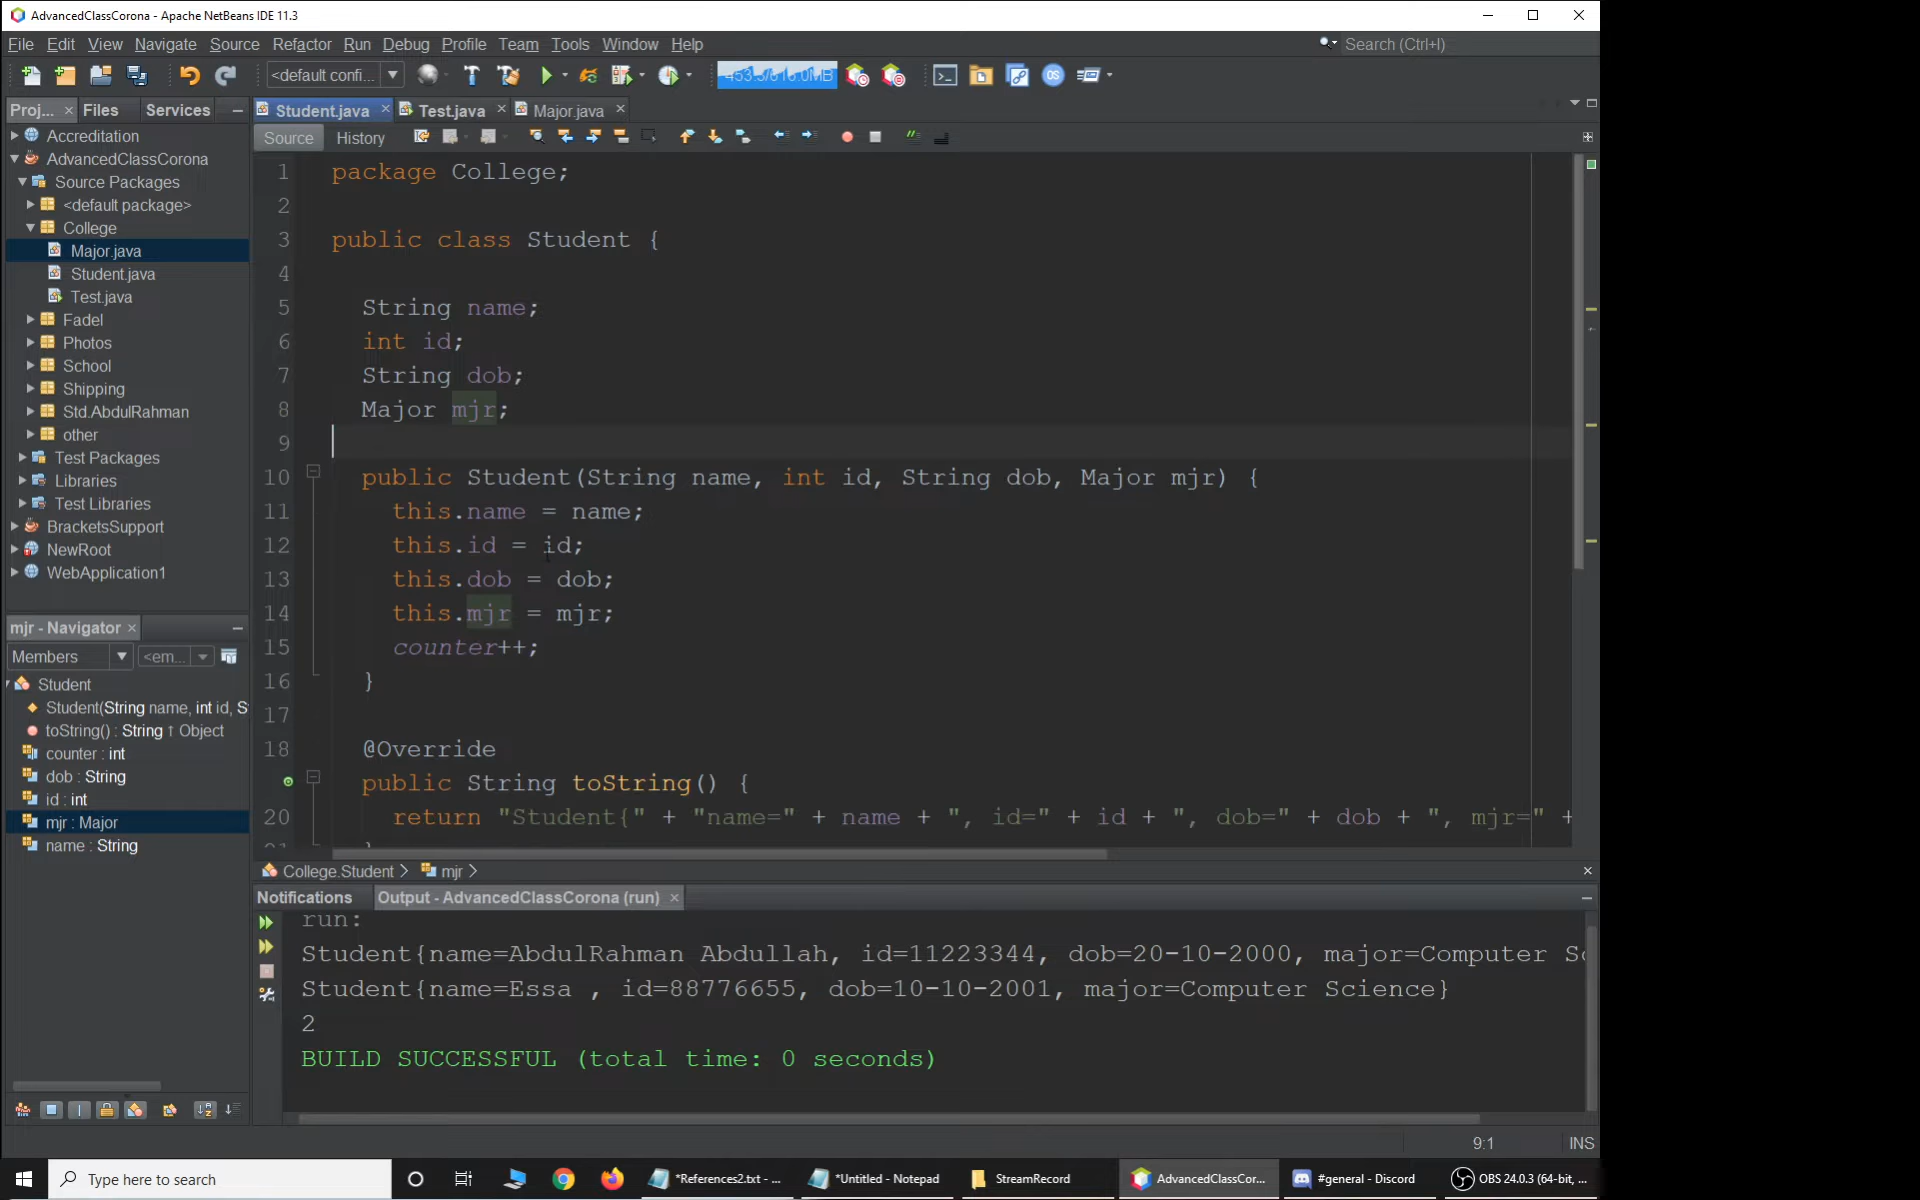 AdvancedClassCorona - Apache NetBeans IDE 11.3
File Edit View Navigate Source Refactor Run Debug Profile Team Tools Window Help
Search (Ctrl+I)
<default confi...
Proj... × Files Services
Accreditation
AdvancedClassCorona
Source Packages
<default package>
College
Major.java
Student.java
Test.java
Fadel
Photos
School
Shipping
Std.AbdulRahman
other
Test Packages
Libraries
Test Libraries
BracketsSupport
NewRoot
WebApplication1
mjr - Navigator ×
Members <em...
Student
Student(String name, int id, S
toString() : String ↑ Object
counter : int
dob : String
id : int
mjr : Major
name : String
Student.java × Test.java × Major.java ×
Source History
1 package College;
2
3 public class Student {
4
5 String name;
6 int id;
7 String dob;
8 Major mjr;
9
10 public Student(String name, int id, String dob, Major mjr) {
11 this.name = name;
12 this.id = id;
13 this.dob = dob;
14 this.mjr = mjr;
15 counter++;
16 }
17
18 @Override
public String toString() {
20 return "Student{" + "name=" + name + ", id=" + id + ", dob=" + dob + ", mjr=" +
College.Student > mjr >
Notifications Output - AdvancedClassCorona (run) ×
run:
Student{name=AbdulRahman Abdullah, id=11223344, dob=20-10-2000, major=Computer Sc
Student{name=Essa , id=88776655, dob=10-10-2001, major=Computer Science}
2
BUILD SUCCESSFUL (total time: 0 seconds)
9:1 INS
Type here to search
*References2.txt - ...
*Untitled - Notepad
StreamRecord
AdvancedClassCor...
#general - Discord
OBS 24.0.3 (64-bit, ...